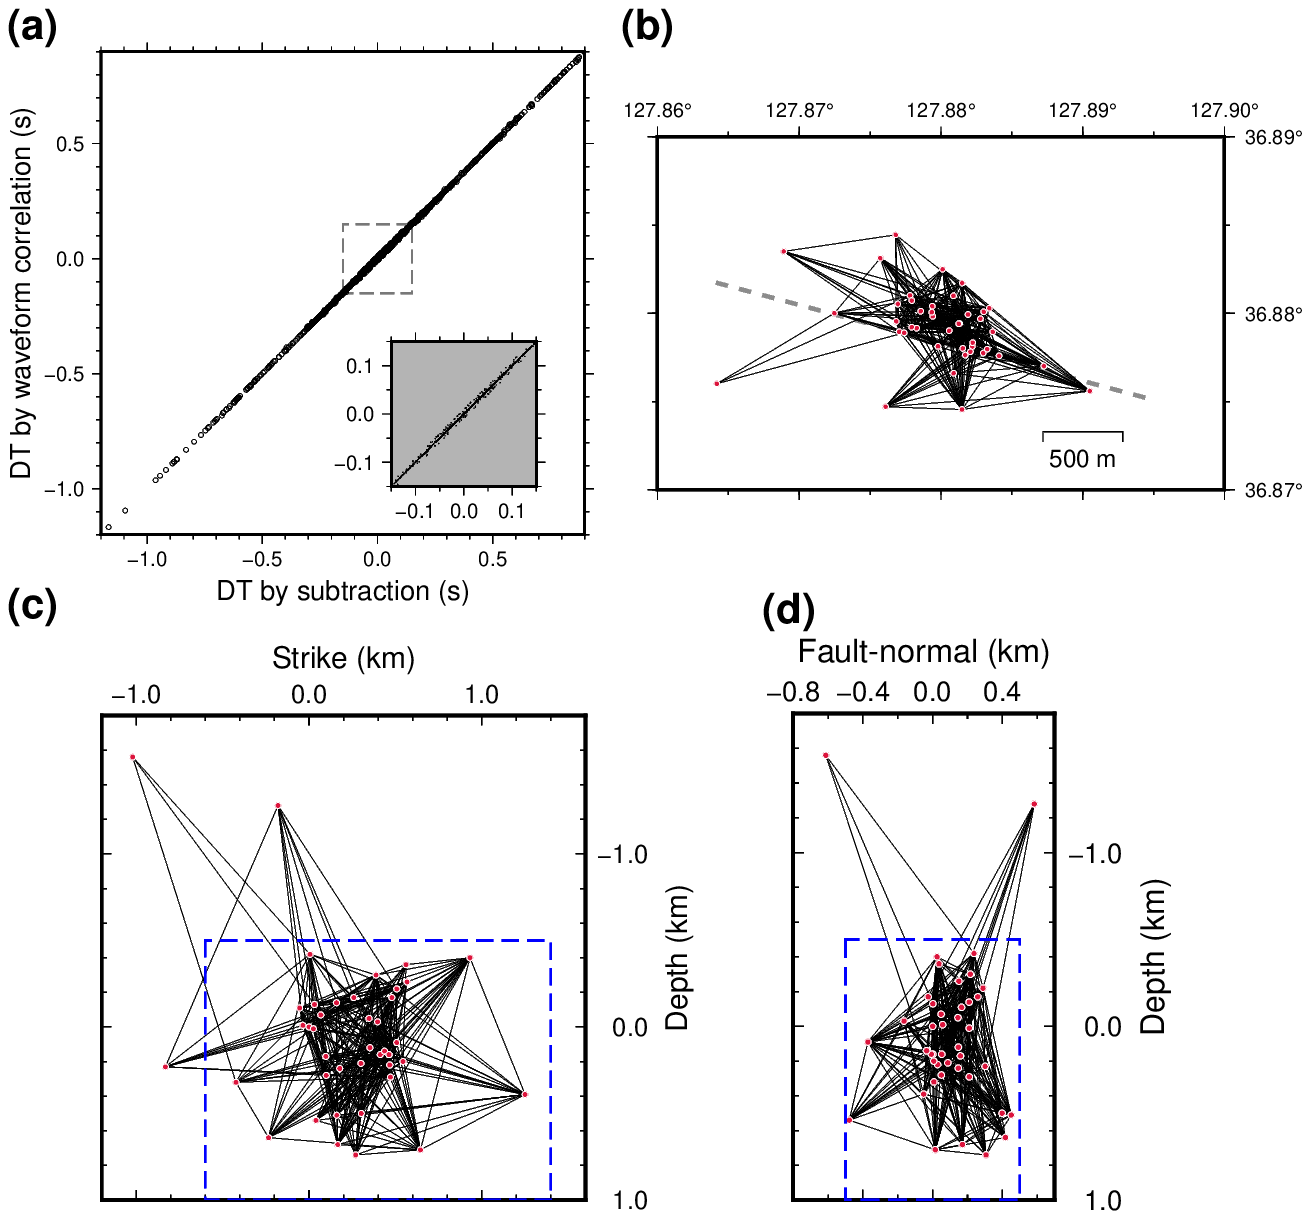 (a)
DT by waveform correlation (s)
0.5
0.0
−0.5
−1.0
−1.0 −0.5 0.0 0.5
DT by subtraction (s)
0.1
0.0
−0.1
−0.1 0.0 0.1
(b)
127.86° 127.87° 127.88° 127.89° 127.90°
36.89°
36.88°
36.87°
500 m
(c)
Strike (km)
−1.0 0.0 1.0
−1.0
0.0
1.0
Depth (km)
(d)
Fault-normal (km)
−0.8 −0.4 0.0 0.4
−1.0
0.0
1.0
Depth (km)